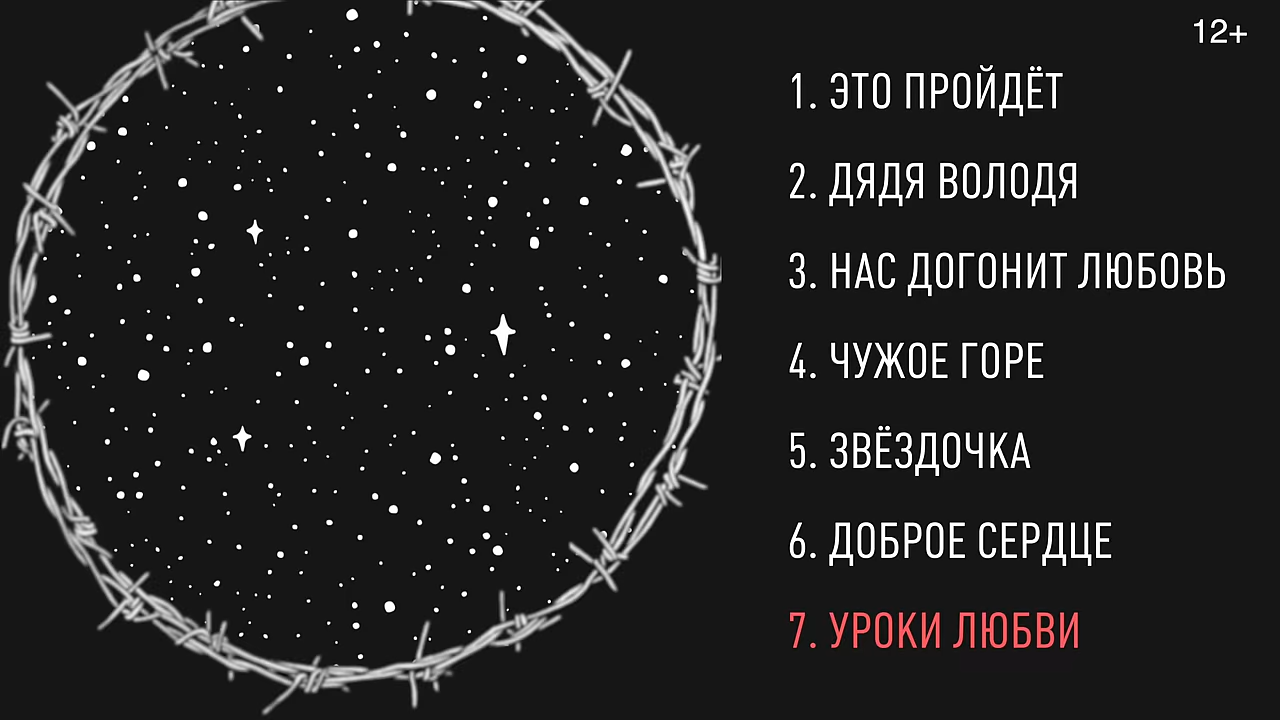 12+
1. ЭТО ПРОЙДЁТ
2. ДЯДЯ ВОЛОДЯ
3. НАС ДОГОНИТ ЛЮБОВЬ
4. ЧУЖОЕ ГОРЕ
5. ЗВЁЗДОЧКА
6. ДОБРОЕ СЕРДЦЕ
7. УРОКИ ЛЮБВИ